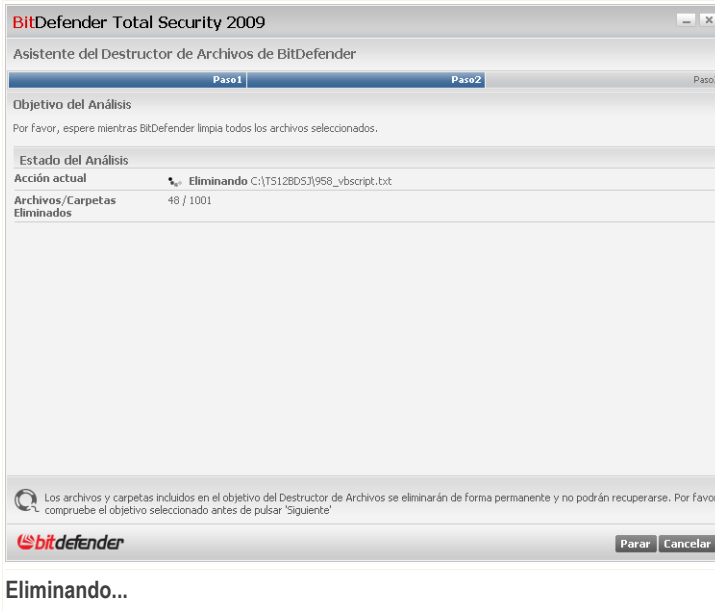 BitDefender Total Security 2009
Asistente del Destructor de Archivos de BitDefender
Paso1 Paso2 Paso
Objetivo del Análisis
Por favor, espere mientras BitDefender limpia todos los archivos seleccionados.
Estado del Análisis
Acción actual Eliminando C:\TS12BDSJ\958_vbscript.txt
Archivos/Carpetas 48 / 1001
Eliminados
Los archivos y carpetas incluidos en el objetivo del Destructor de Archivos se eliminarán de forma permanente y no podrán recuperarse. Por favor
compruebe el objetivo seleccionado antes de pulsar 'Siguiente'
bitdefender Parar Cancelar
Eliminando...